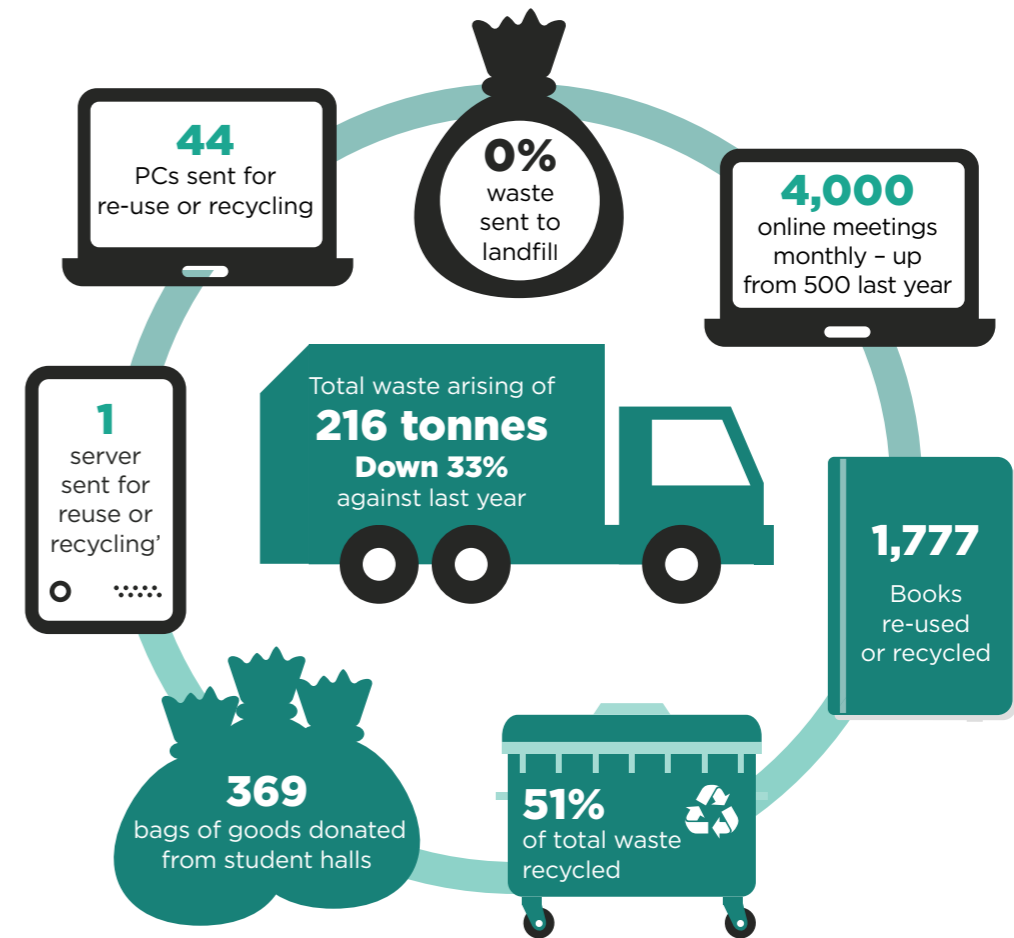 0%
waste
sent to
landfill
44
PCs sent for
re-use or recycling
4,000
online meetings
monthly – up
from 500 last year
Total waste arising of
216 tonnes
Down 33%
against last year
1
server
sent for
reuse or
recycling’
1,777
Books
re-used
or recycled
369
bags of goods donated
from student halls
51%
of total waste
recycled